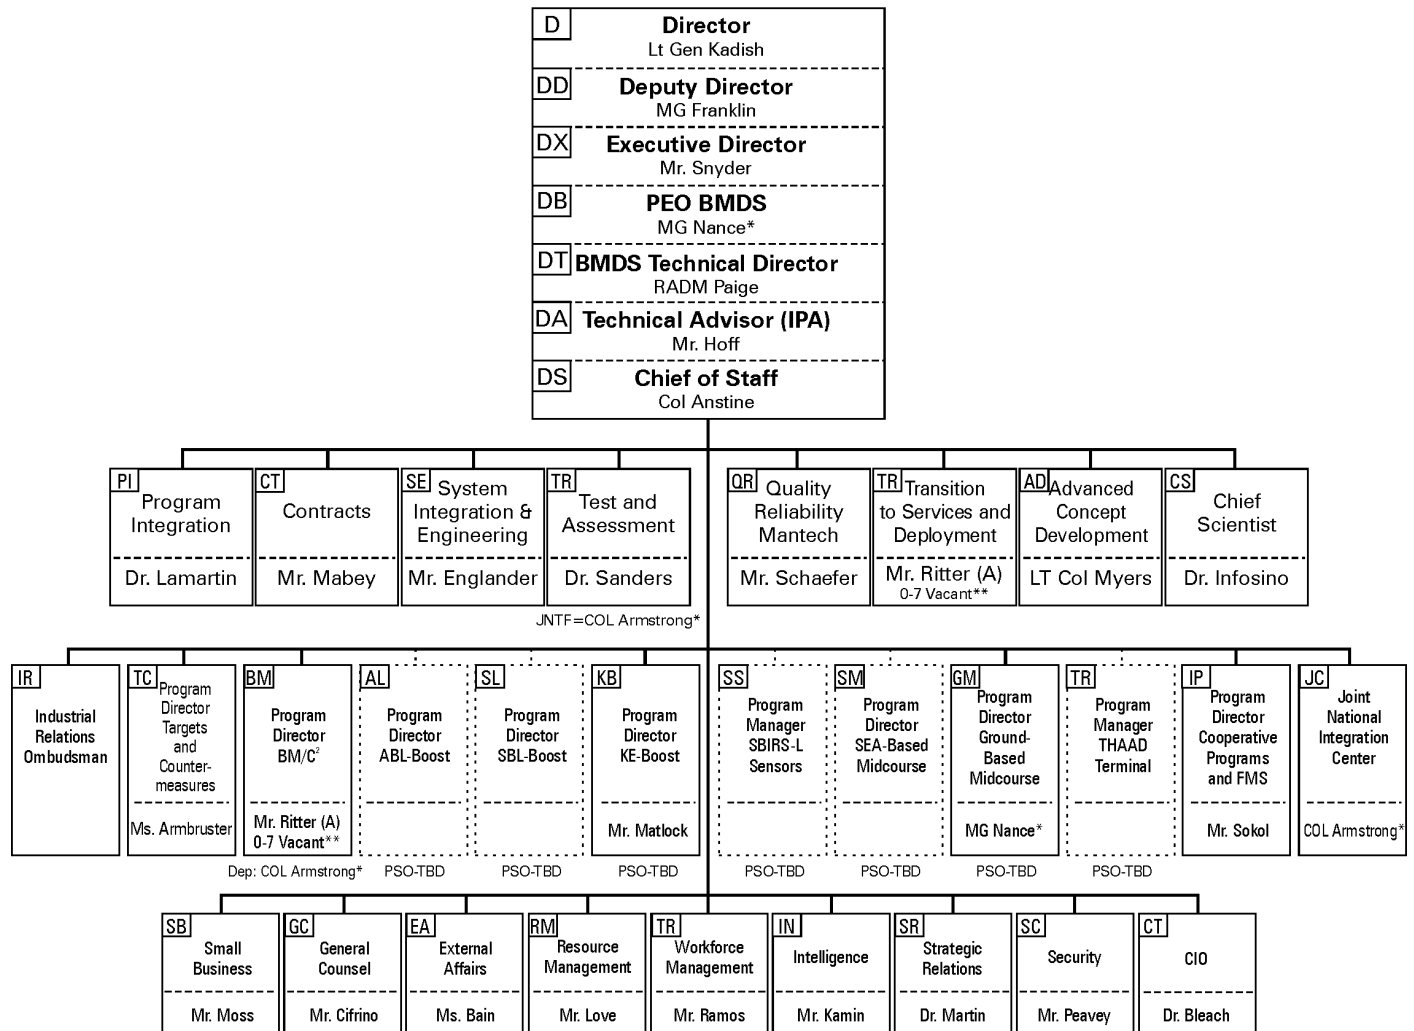 D
Director
Lt Gen Kadish
DD
Deputy Director
MG Franklin
DX
Executive Director
Mr. Snyder
DB
PEO BMDS
MG Nance*
DT
BMDS Technical Director
RADM Paige
DA
Technical Advisor (IPA)
Mr. Hoff
DS
Chief of Staff
Col Anstine
PI
Program
Integration
Dr. Lamartin
CT
Contracts
Mr. Mabey
SE
System
Integration &
Engineering
Mr. Englander
TR
Test and
Assessment
Dr. Sanders
QR
Quality
Reliability
Mantech
Mr. Schaefer
TR
Transition
to Services and
Deployment
Mr. Ritter (A)
0-7 Vacant**
AD
Advanced
Concept
Development
LT Col Myers
CS
Chief
Scientist
Dr. Infosino
JNTF=COL Armstrong*
IR
Industrial
Relations
Ombudsman
TC
Program
Director
Targets
and
Counter-
measures
Ms. Armbruster
BM
Program
Director
BM/C²
Mr. Ritter (A)
0-7 Vacant**
Dep: COL Armstrong*
AL
Program
Director
ABL-Boost
PSO-TBD
SL
Program
Director
SBL-Boost
PSO-TBD
KB
Program
Director
KE-Boost
Mr. Matlock
PSO-TBD
SS
Program
Manager
SBIRS-L
Sensors
PSO-TBD
SM
Program
Director
SEA-Based
Midcourse
PSO-TBD
GM
Program
Director
Ground-
Based
Midcourse
MG Nance*
PSO-TBD
TR
Program
Manager
THAAD
Terminal
PSO-TBD
IP
Program
Director
Cooperative
Programs
and FMS
Mr. Sokol
JC
Joint
National
Integration
Center
COL Armstrong*
SB
Small
Business
Mr. Moss
GC
General
Counsel
Mr. Cifrino
EA
External
Affairs
Ms. Bain
RM
Resource
Management
Mr. Love
TR
Workforce
Management
Mr. Ramos
IN
Intelligence
Mr. Kamin
SR
Strategic
Relations
Dr. Martin
SC
Security
Mr. Peavey
CT
CIO
Dr. Bleach